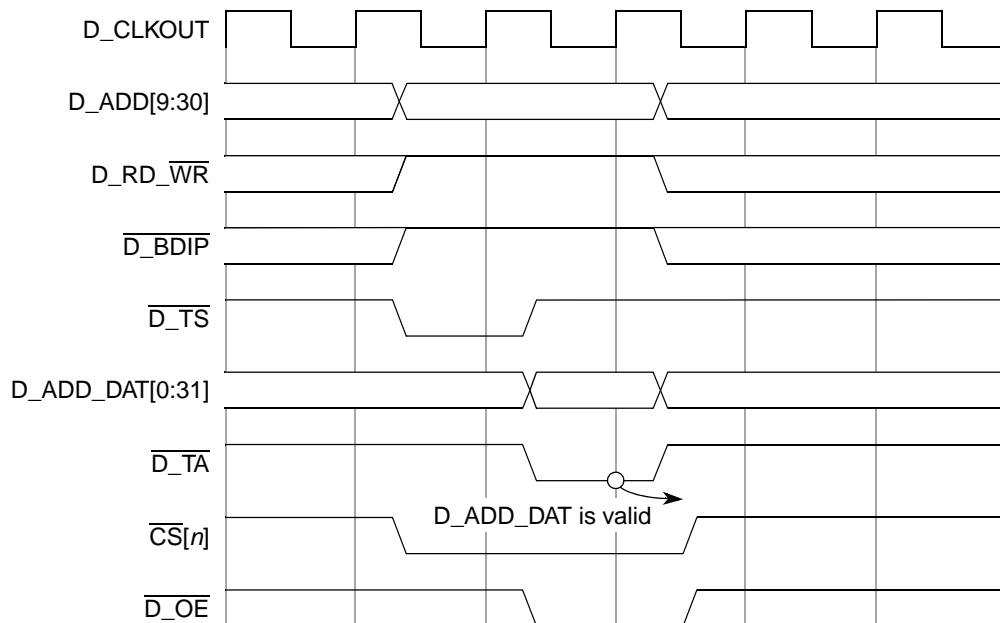 D_CLKOUT
D_ADD[9:30]
D_RD_WR
D_BDIP
D_TS
D_ADD_DAT[0:31]
D_TA
D_ADD_DAT is valid
CS[n]
D_OE